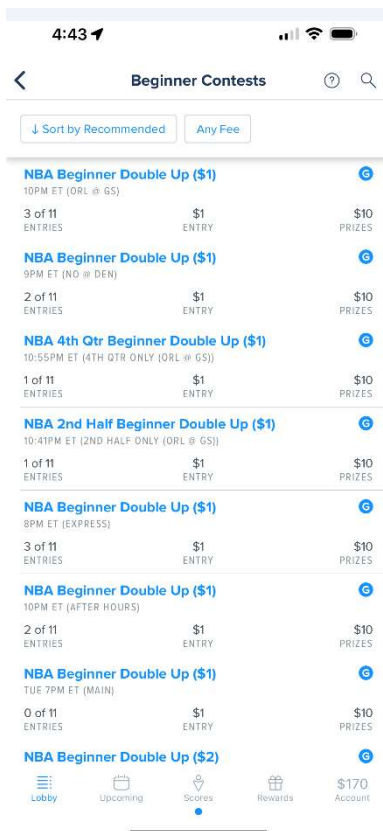 4:43
Beginner Contests
?
↓ Sort by Recommended
Any Fee
NBA Beginner Double Up ($1)
G
10PM ET (ORL @ GS)
3 of 11 $1 $10
ENTRIES ENTRY PRIZES
NBA Beginner Double Up ($1)
G
9PM ET (NO @ DEN)
2 of 11 $1 $10
ENTRIES ENTRY PRIZES
NBA 4th Qtr Beginner Double Up ($1)
G
10:55PM ET (4TH QTR ONLY (ORL @ GS))
1 of 11 $1 $10
ENTRIES ENTRY PRIZES
NBA 2nd Half Beginner Double Up ($1)
G
10:41PM ET (2ND HALF ONLY (ORL @ GS))
1 of 11 $1 $10
ENTRIES ENTRY PRIZES
NBA Beginner Double Up ($1)
G
8PM ET (EXPRESS)
3 of 11 $1 $10
ENTRIES ENTRY PRIZES
NBA Beginner Double Up ($1)
G
10PM ET (AFTER HOURS)
2 of 11 $1 $10
ENTRIES ENTRY PRIZES
NBA Beginner Double Up ($1)
G
TUE 7PM ET (MAIN)
0 of 11 $1 $10
ENTRIES ENTRY PRIZES
NBA Beginner Double Up ($2)
G
$170
Lobby Upcoming Scores Rewards Account